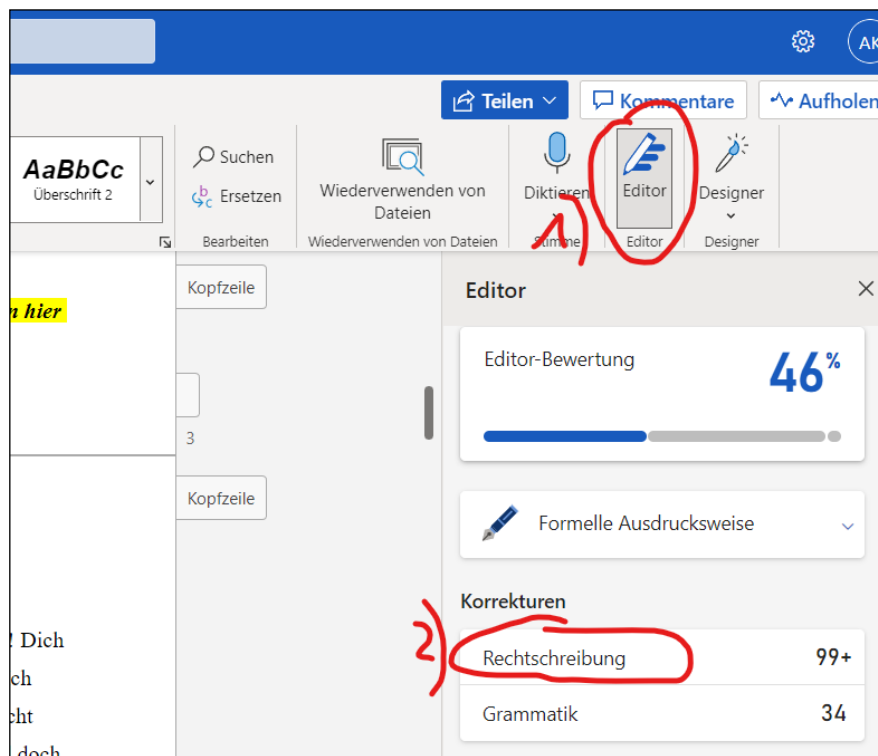 AK
Teilen
Kommentare
Aufholen
AaBbCc
Überschrift 2
Suchen
Ersetzen
Bearbeiten
Wiederverwenden von
Dateien
Wiederverwenden von Dateien
Diktieren
Stimme
Editor
Editor
Designer
Designer
1)
n hier
Kopfzeile
3
Kopfzeile
! Dich
ch
cht
doch
Editor
Editor-Bewertung
46%
Formelle Ausdrucksweise
Korrekturen
2)
Rechtschreibung 99+
Grammatik 34